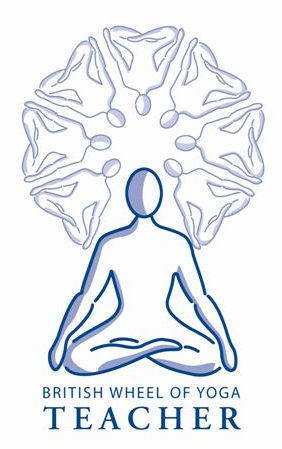 BRITISH WHEEL OF YOGA
TEACHER